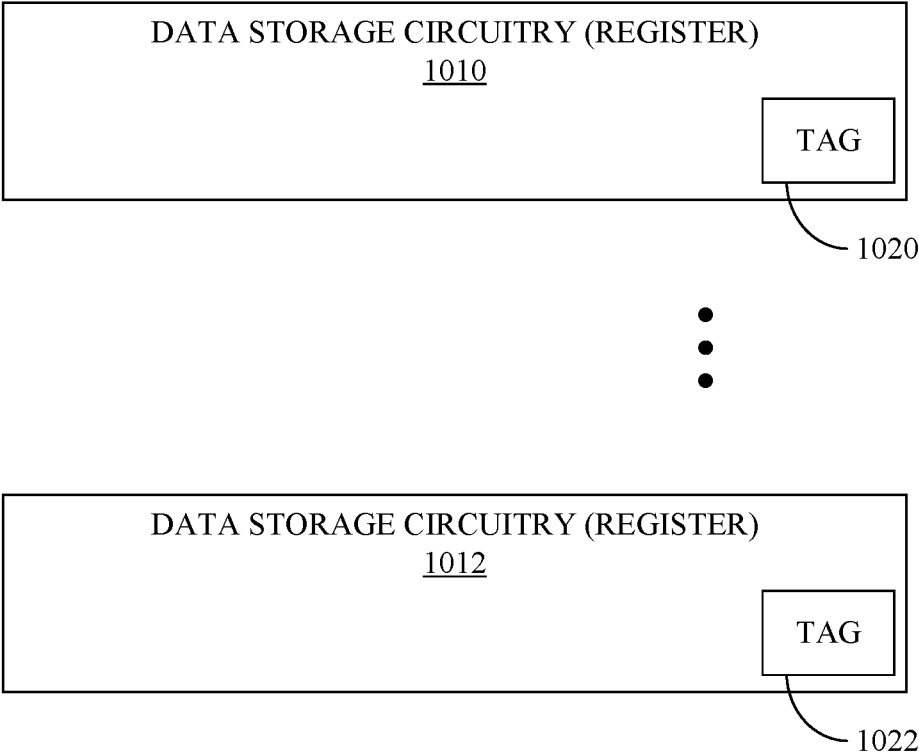 DATA STORAGE CIRCUITRY (REGISTER)
1010
TAG
1020
DATA STORAGE CIRCUITRY (REGISTER)
1012
TAG
1022